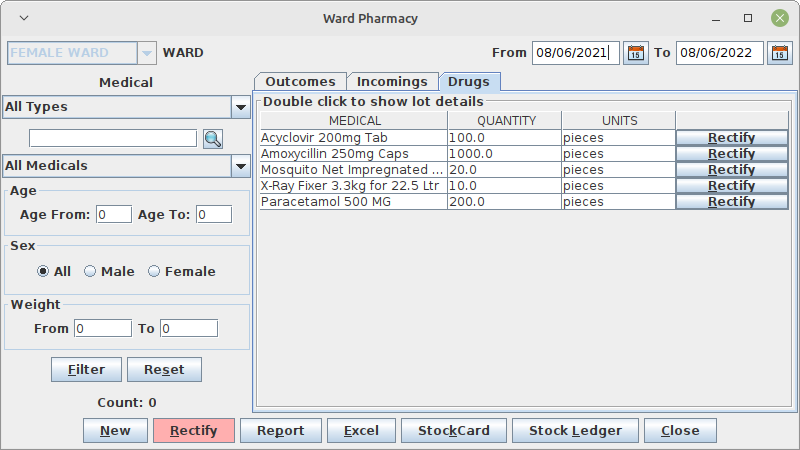 Ward Pharmacy
FEMALE WARD WARD From 08/06/2021 15 To 08/06/2022 15
Medical
All Types
All Medicals
Age
Age From: 0 Age To: 0
Sex
All Male Female
Weight
From 0 To 0
Filter Reset
Count: 0
Outcomes Incomings Drugs
Double click to show lot details
MEDICAL QUANTITY UNITS
Acyclovir 200mg Tab 100.0 pieces Rectify
Amoxycillin 250mg Caps 1000.0 pieces Rectify
Mosquito Net Impregnated ... 20.0 pieces Rectify
X-Ray Fixer 3.3kg for 22.5 Ltr 10.0 pieces Rectify
Paracetamol 500 MG 200.0 pieces Rectify
New Rectify Report Excel StockCard Stock Ledger Close